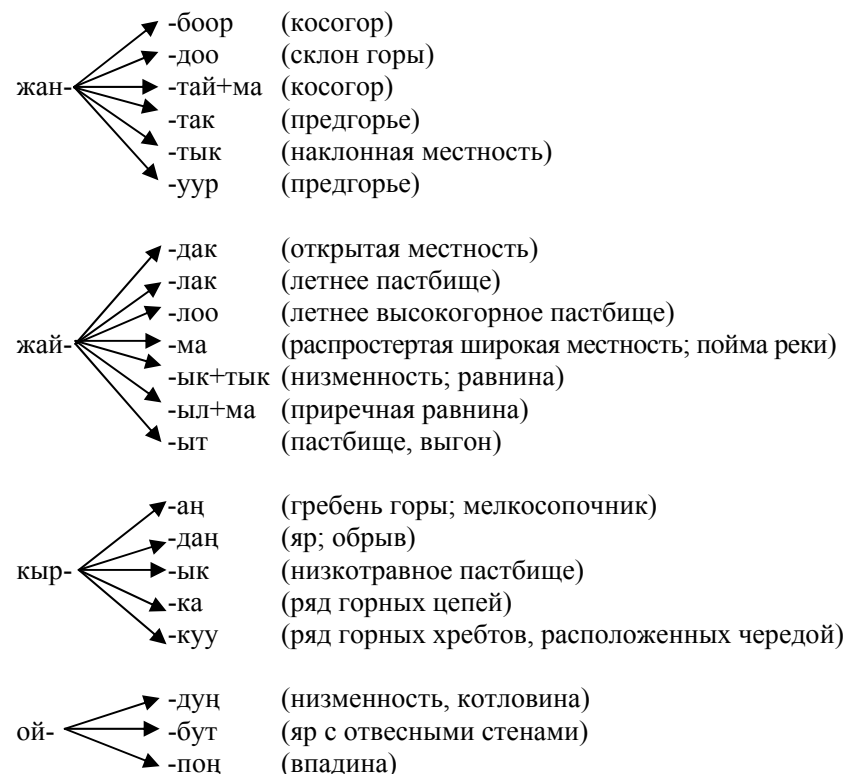 -боор (косогор)
-доо (склон горы)
жан- -тай+ма (косогор)
-так (предгорье)
-тык (наклонная местность)
-уур (предгорье)
-дак (открытая местность)
-лак (летнее пастбище)
-лоо (летнее высокогорное пастбище)
жай- -ма (распростертая широкая местность; пойма реки)
-ык+тык (низменность; равнина)
-ыл+ма (приречная равнина)
-ыт (пастбище, выгон)
-аң (гребень горы; мелкосопочник)
-даң (яр; обрыв)
кыр- -ык (низкотравное пастбище)
-ка (ряд горных цепей)
-куу (ряд горных хребтов, расположенных чередой)
-дуң (низменность, котловина)
ой- -бут (яр с отвесными стенами)
-поң (впадина)